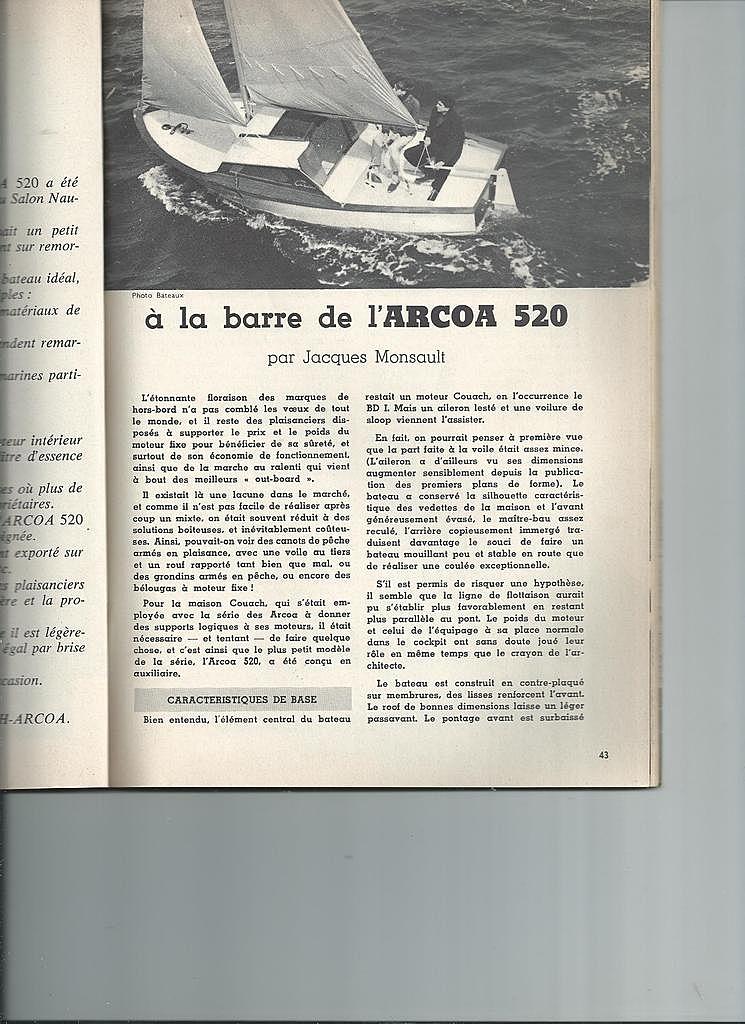 520 a été
Salon Nau-
ait un petit
nt sur remor-
bateau idéal,
ples :
matériaux de
ndent remar-
marines parti-
teur intérieur
itre d'essence
es où plus de
riétaires.
ARCOA 520
ignée.
nt exporté sur
c.
s plaisanciers
ère et la pro-
e il est légère-
égal par brise
ccasion.
H-ARCOA.
Photo Bateaux
à la barre de l'ARCOA 520
par Jacques Monsault
L'étonnante floraison des marques de
hors-bord n'a pas comblé les vœux de tout
le monde, et il reste des plaisanciers dis-
posés à supporter le prix et le poids du
moteur fixe pour bénéficier de sa sûreté, et
surtout de son économie de fonctionnement,
ainsi que de la marche au ralenti qui vient
à bout des meilleurs « out-board ».
Il existait là une lacune dans le marché,
et comme il n'est pas facile de réaliser après
coup un mixte, on était souvent réduit à des
solutions boiteuses, et inévitablement coûteu-
ses. Ainsi, pouvait-on voir des canots de pêche
armés en plaisance, avec une voile au tiers
et un rouf rapporté tant bien que mal, ou
des grondins armés en pêche, ou encore des
bélougas à moteur fixe !
Pour la maison Couach, qui s'était em-
ployée avec la série des Arcoa à donner
des supports logiques à ses moteurs, il était
nécessaire — et tentant — de faire quelque
chose, et c'est ainsi que le plus petit modèle
de la série, l'Arcoa 520, a été conçu en
auxiliaire.
CARACTERISTIQUES DE BASE
Bien entendu, l'élément central du bateau
restait un moteur Couach, en l'occurrence le
BD I. Mais un aileron lesté et une voilure de
sloop viennent l'assister.
En fait, on pourrait penser à première vue
que la part faite à la voile était assez mince.
(L'aileron a d'ailleurs vu ses dimensions
augmenter sensiblement depuis la publica-
tion des premiers plans de forme). Le
bateau a conservé la silhouette caractéris-
tique des vedettes de la maison et l'avant
généreusement évasé, le maître-bau assez
reculé, l'arrière copieusement immergé tra-
duisent davantage le souci de faire un
bateau mouillant peu et stable en route que
de réaliser une coulée exceptionnelle.
S'il est permis de risquer une hypothèse,
il semble que la ligne de flottaison aurait
pu s'établir plus favorablement en restant
plus parallèle au pont. Le poids du moteur
et celui de l'équipage à sa place normale
dans le cockpit ont sans doute joué leur
rôle en même temps que le crayon de l'ar-
chitecte.
Le bateau est construit en contre-plaqué
sur membrures, des lisses renforcent l'avant.
Le roof de bonnes dimensions laisse un léger
passavant. Le pontage avant est surbaissé
43